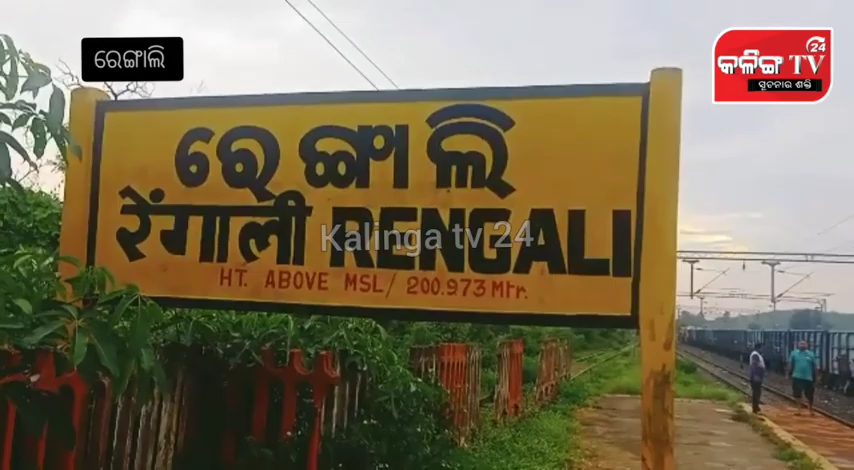 ରେଙ୍ଗାଲି
24
କଳିଙ୍ଗ TV
ସୂଚନାର ଶକ୍ତି
ରେଙ୍ଗାଲି
रेंगाली RENGALI
Kalinga tv 24
HT. ABOVE MSL/ 200.973 Mtr.